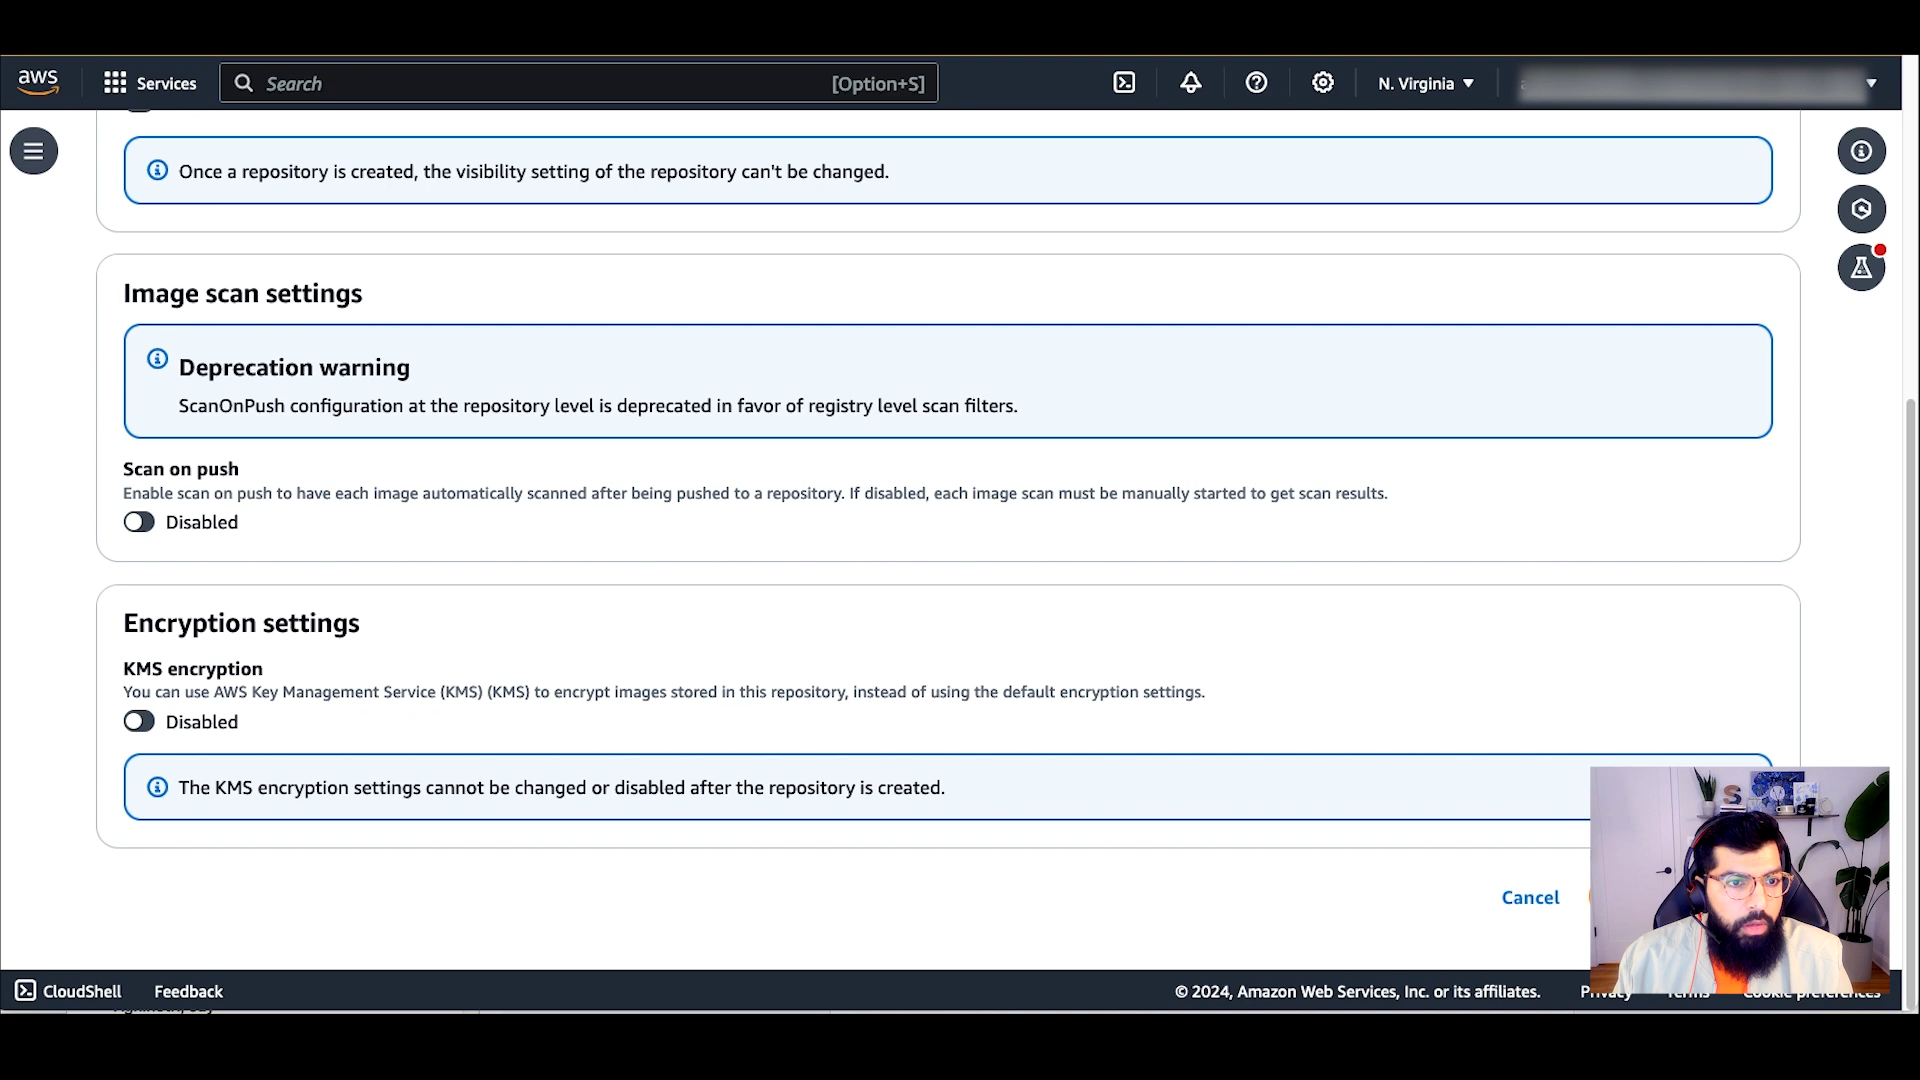 aws
Services
Search
[Option+S]
N. Virginia
Once a repository is created, the visibility setting of the repository can't be changed.
Image scan settings
Deprecation warning
ScanOnPush configuration at the repository level is deprecated in favor of registry level scan filters.
Scan on push
Enable scan on push to have each image automatically scanned after being pushed to a repository. If disabled, each image scan must be manually started to get scan results.
Disabled
Encryption settings
KMS encryption
You can use AWS Key Management Service (KMS) (KMS) to encrypt images stored in this repository, instead of using the default encryption settings.
Disabled
The KMS encryption settings cannot be changed or disabled after the repository is created.
Cancel
CloudShell
Feedback
© 2024, Amazon Web Services, Inc. or its affiliates.
Privacy
Terms
Cookie preferences